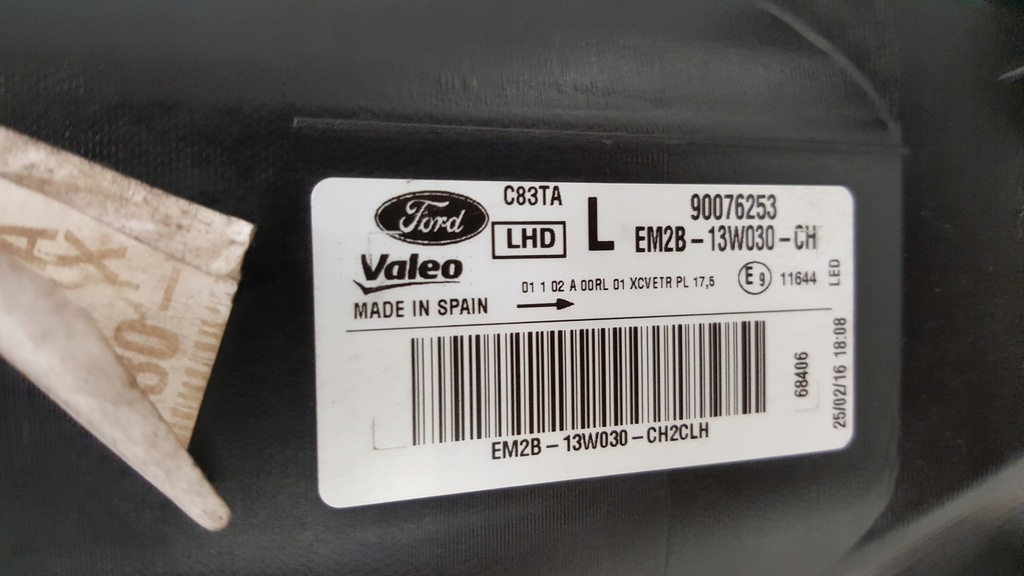 Ford
C83TA
LHD
L
90076253
EM2B-13W030-CH
Valeo
MADE IN SPAIN
01 1 02 A 00RL 01 XCVETR PL 17,5
E9
11644
LED
68406
25/02/16 18:08
EM2B-13W030-CH2CLH